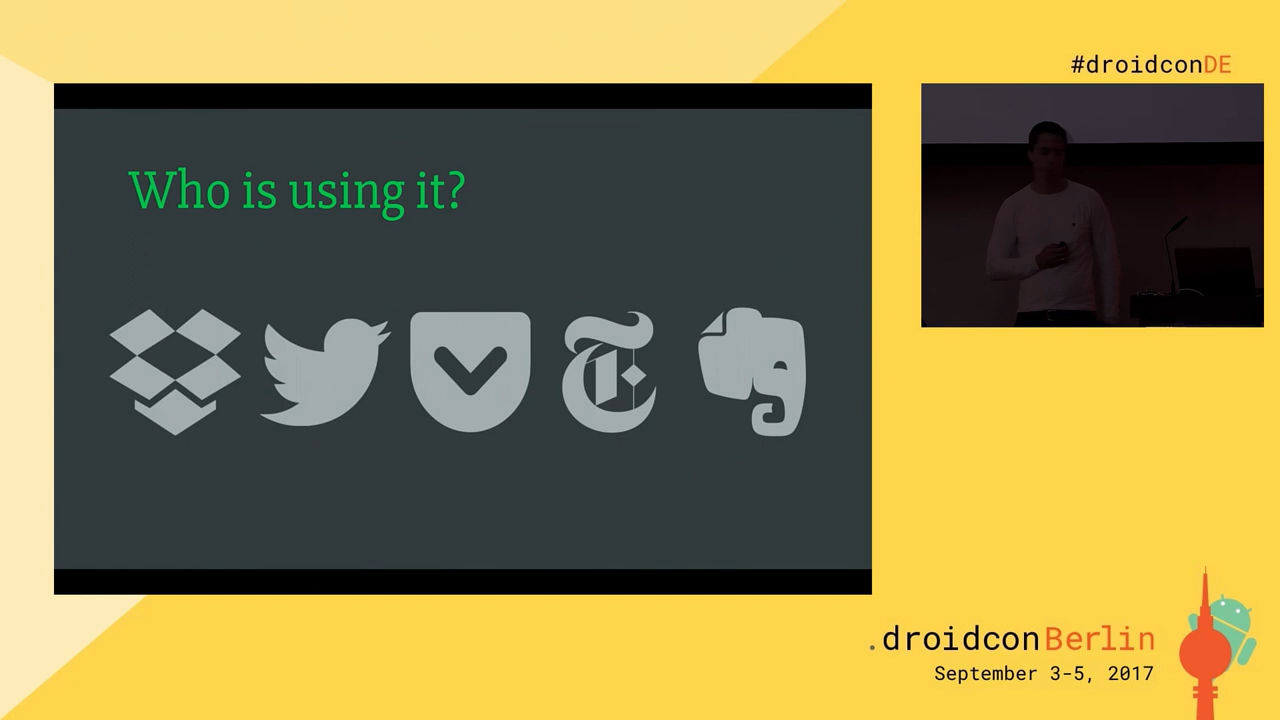 #droidconDE
Who is using it?
.droidconBerlin
September 3-5, 2017